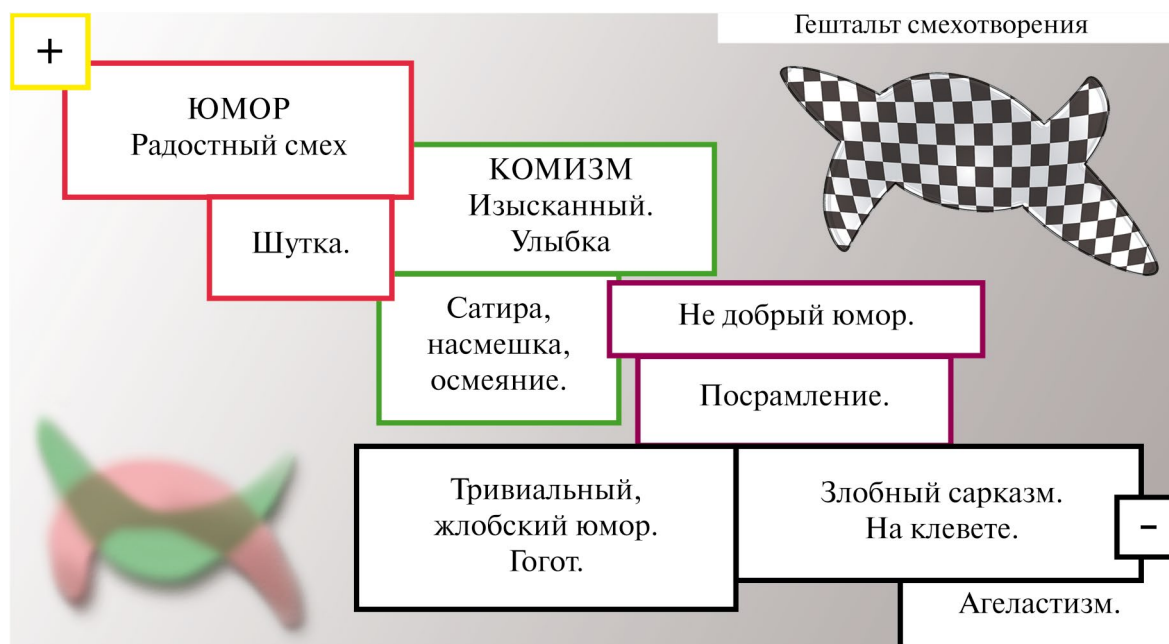 Гештальт смехотворения
+
ЮМОР
Радостный смех
КОМИЗМ
Изысканный.
Улыбка
Шутка.
Сатира,
насмешка,
осмеяние.
Не добрый юмор.
Посрамление.
Тривиальный,
жлобский юмор.
Гогот.
Злобный сарказм.
На клевете.
-
Агеластизм.